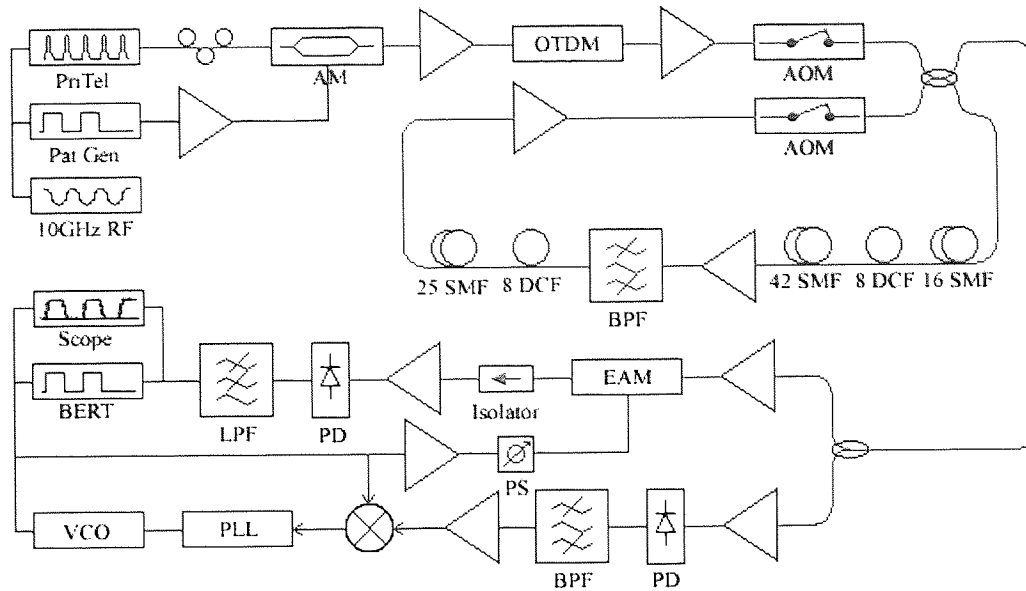 PriTel
AM
OTDM
AOM
Pat Gen
AOM
10GHz RF
25 SMF
8 DCF
BPF
42 SMF
8 DCF
16 SMF
Scope
BERT
LPF
PD
Isolator
EAM
PS
VCO
PLL
BPF
PD